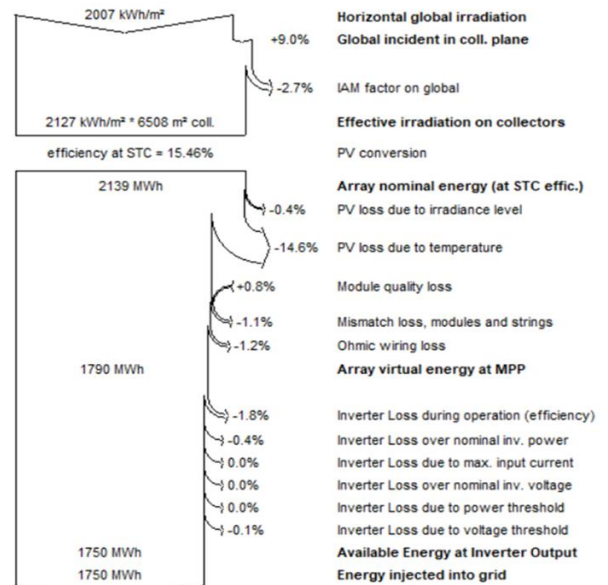 2007 kWh/m² Horizontal global irradiation
+9.0% Global incident in coll. plane
-2.7% IAM factor on global
2127 kWh/m² * 6508 m² coll. Effective irradiation on collectors
efficiency at STC = 15.46% PV conversion
2139 MWh Array nominal energy (at STC effic.)
-0.4% PV loss due to irradiance level
-14.6% PV loss due to temperature
+0.8% Module quality loss
-1.1% Mismatch loss, modules and strings
-1.2% Ohmic wiring loss
1790 MWh Array virtual energy at MPP
-1.8% Inverter Loss during operation (efficiency)
-0.4% Inverter Loss over nominal inv. power
0.0% Inverter Loss due to max. input current
0.0% Inverter Loss over nominal inv. voltage
0.0% Inverter Loss due to power threshold
-0.1% Inverter Loss due to voltage threshold
1750 MWh Available Energy at Inverter Output
1750 MWh Energy injected into grid